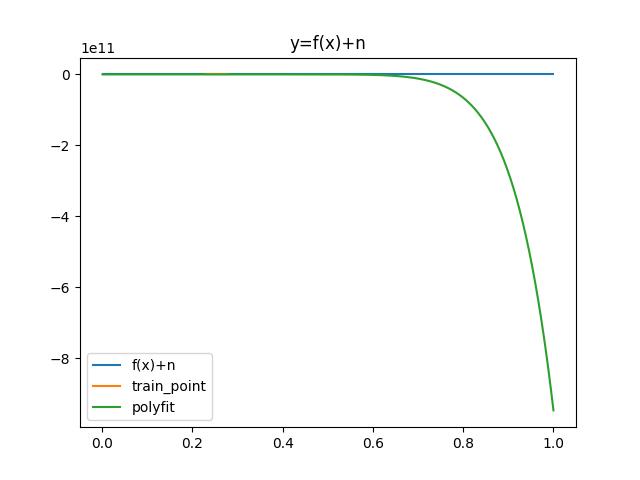 y=f(x)+n
1e11
0
−2
−4
−6
−8
f(x)+n
train_point
polyfit
0.0 0.2 0.4 0.6 0.8 1.0